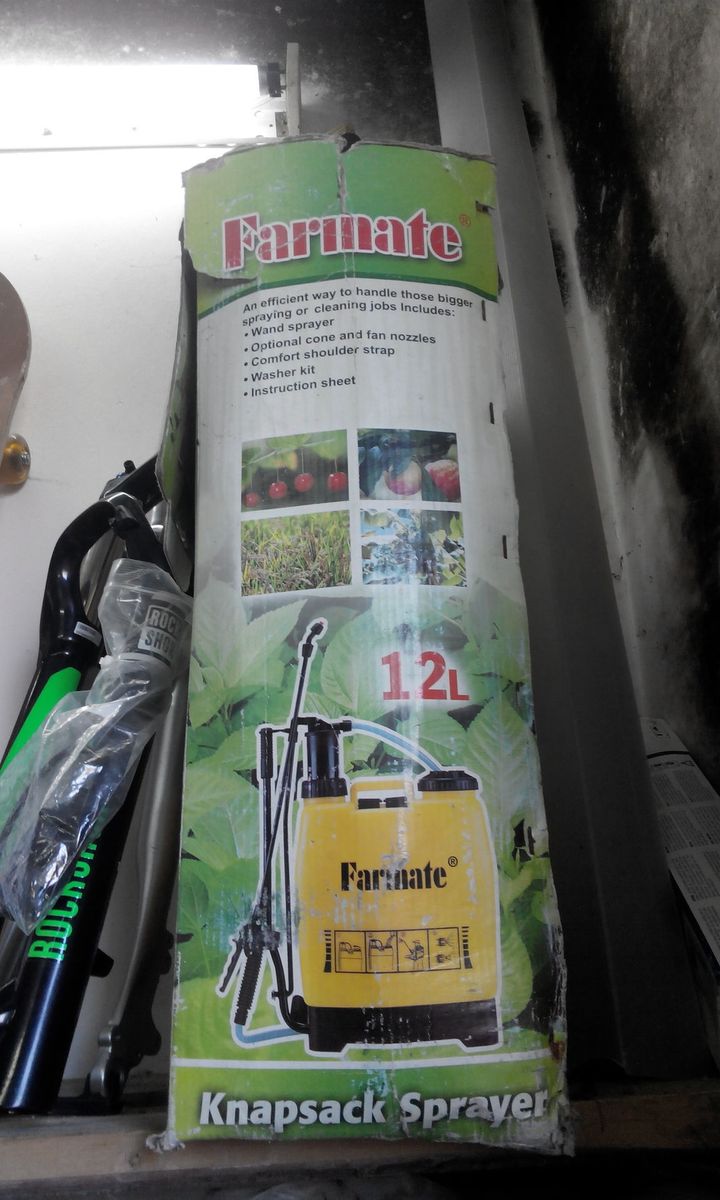 Farmate®
An efficient way to handle those bigger
spraying or cleaning jobs Includes:
• Wand sprayer
• Optional cone and fan nozzles
• Comfort shoulder strap
• Washer kit
• Instruction sheet
12L
Farmate®
Knapsack Sprayer
ROCK
SHOX
ROCKSH